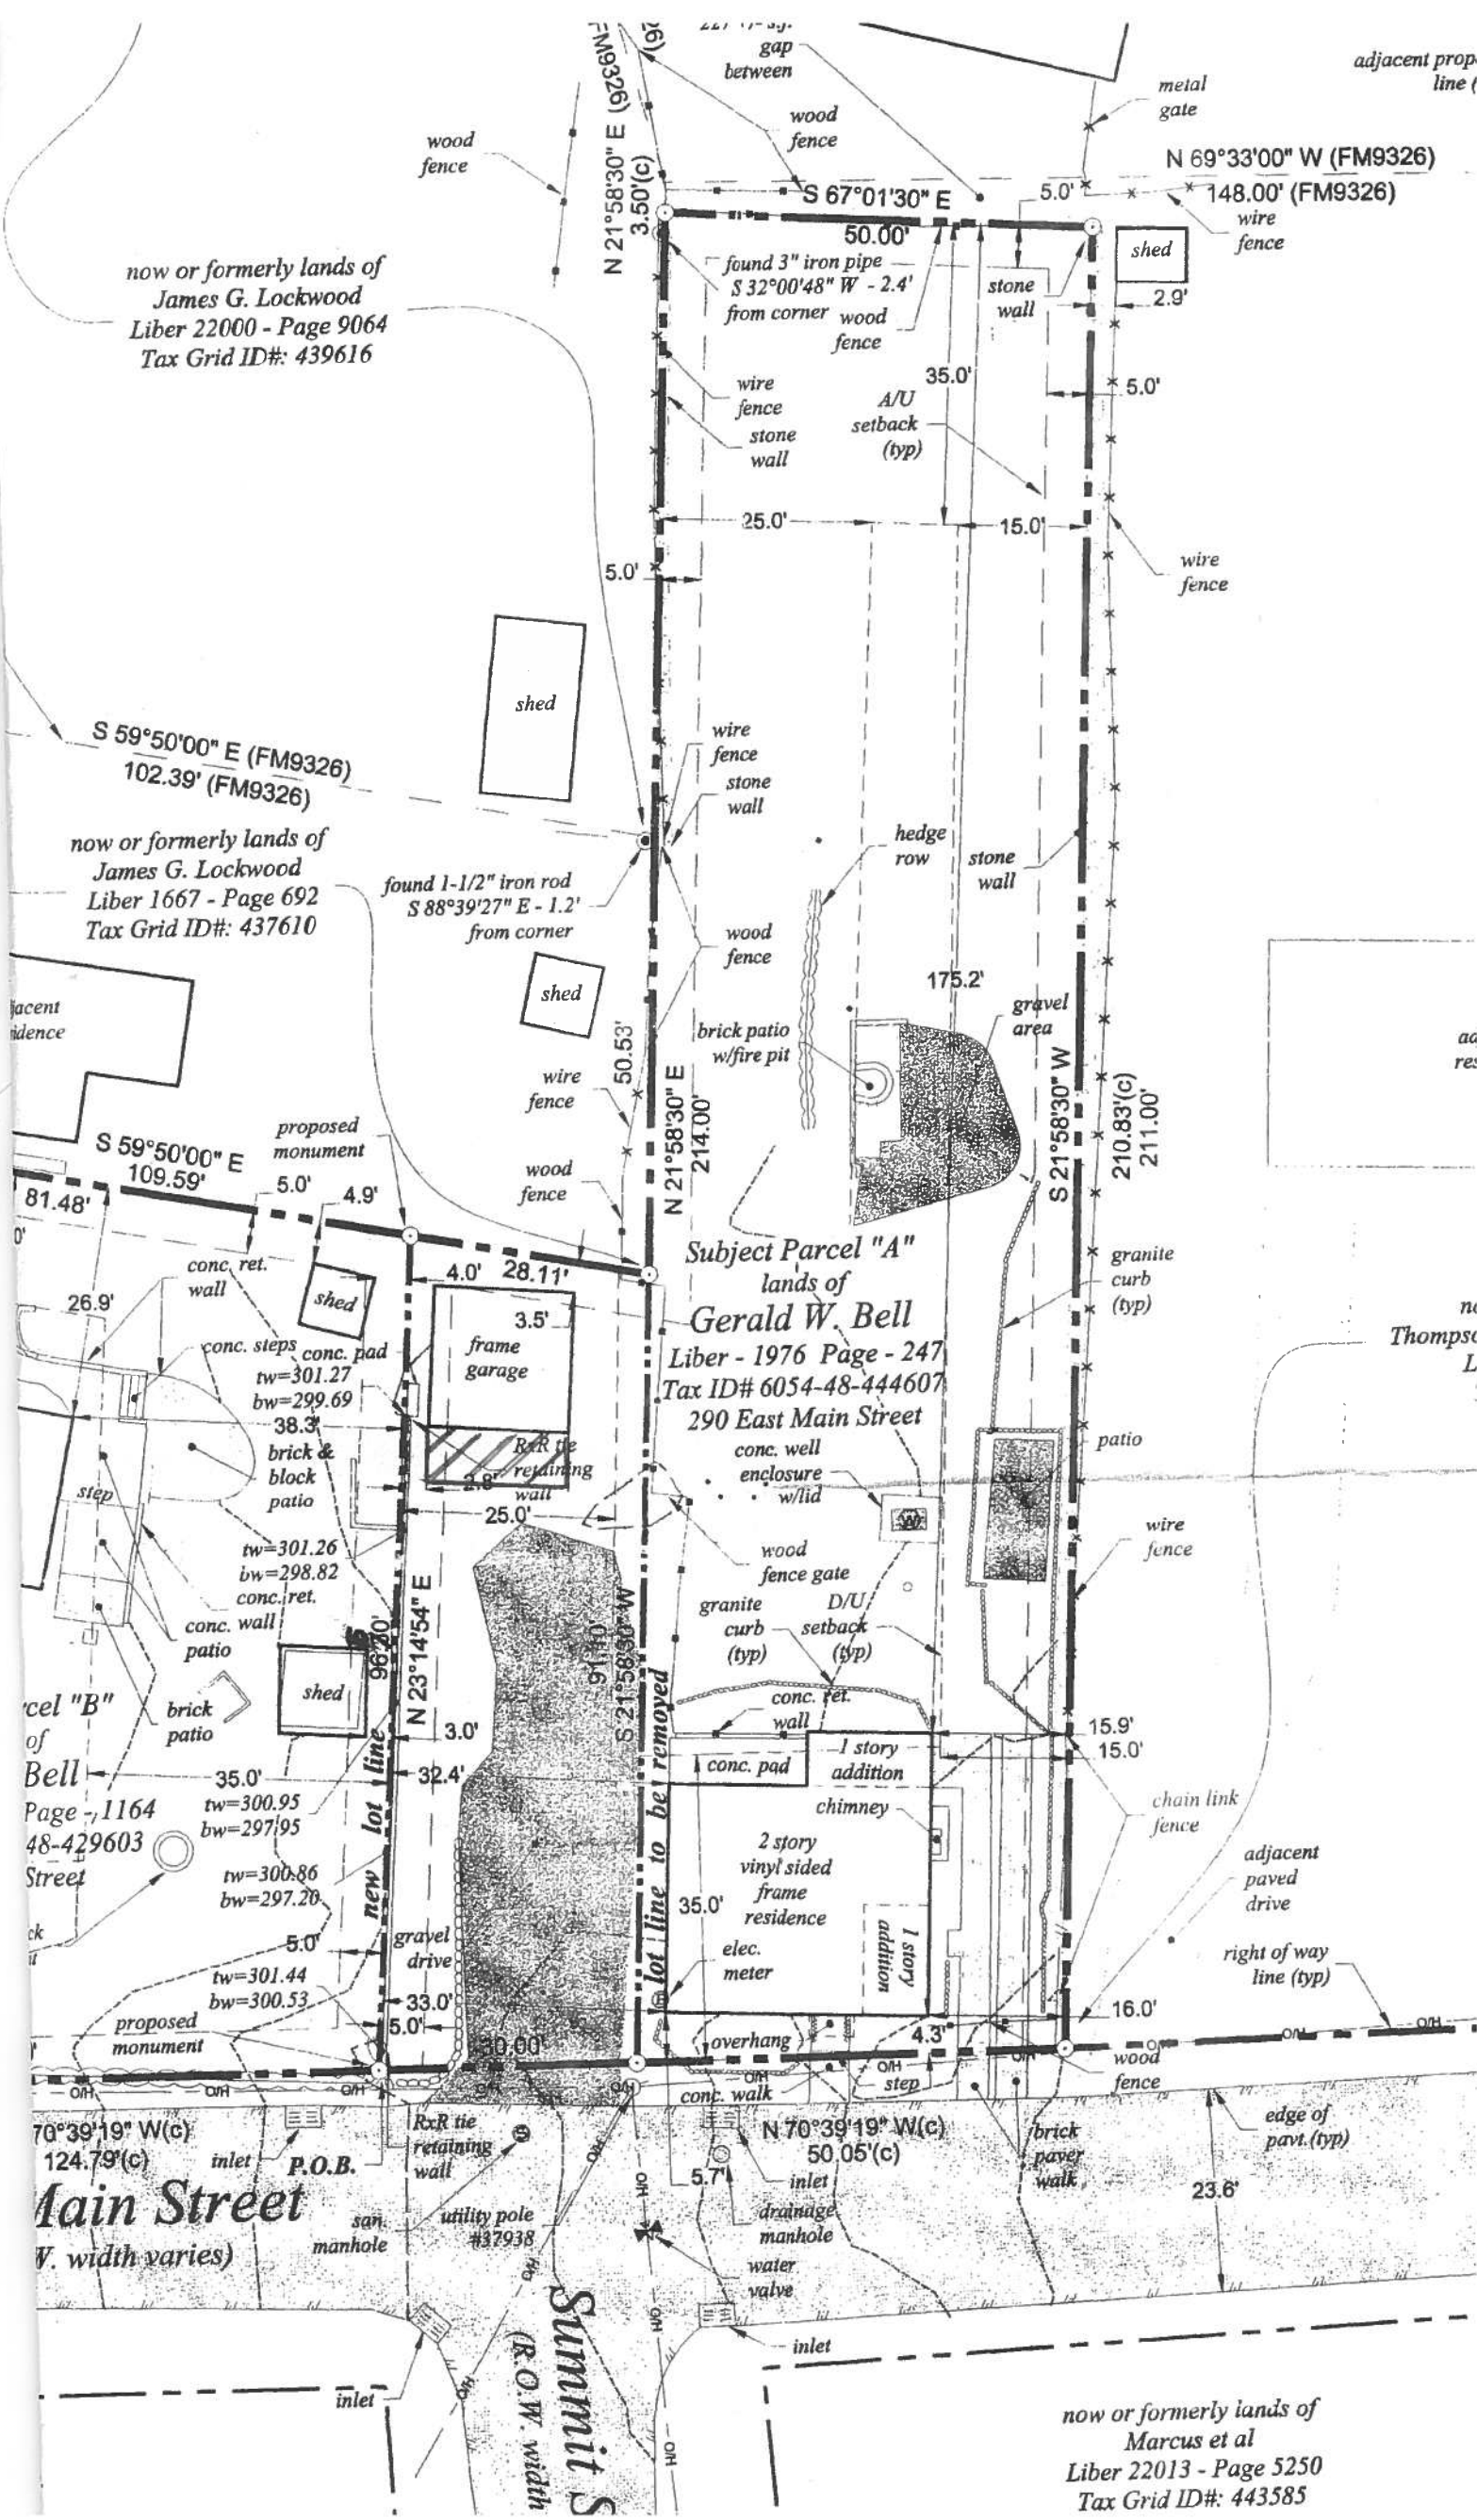 221 +/- s.f.
gap
between
adjacent prop
line (
metal
gate
wood
fence
wood
fence
N 21°58'30" E (FM9326)
3.50'(c)
N 69°33'00" W (FM9326)
148.00' (FM9326)
S 67°01'30" E
50.00'
5.0'
wire
fence
shed
2.9'
found 3" iron pipe
S 32°00'48" W - 2.4'
from corner
wood
fence
stone
wall
now or formerly lands of
James G. Lockwood
Liber 22000 - Page 9064
Tax Grid ID#: 439616
35.0'
wire
fence
stone
wall
A/U
setback
(typ)
5.0'
25.0'
15.0'
5.0'
wire
fence
shed
S 59°50'00" E (FM9326)
102.39' (FM9326)
wire
fence
stone
wall
now or formerly lands of
James G. Lockwood
Liber 1667 - Page 692
Tax Grid ID#: 437610
found 1-1/2" iron rod
S 88°39'27" E - 1.2'
from corner
hedge
row
stone
wall
wood
fence
175.2'
shed
jacent
idence
brick patio
w/fire pit
gravel
area
ad
res
50.53'
wire
fence
N 21°58'30" E
214.00'
S 21°58'30" W
210.83'(c)
211.00'
proposed
monument
S 59°50'00" E
109.59'
5.0'
4.9'
81.48'
0'
wood
fence
Subject Parcel "A"
lands of
Gerald W. Bell
Liber - 1976 Page - 247
Tax ID# 6054-48-444607
290 East Main Street
granite
curb
(typ)
no
Thompso
L
conc. ret.
wall
26.9'
shed
4.0'
28.11'
3.5'
frame
garage
conc. steps
conc. pad
tw=301.27
bw=299.69
38.3'
brick &
block
patio
step
RxR tie
retaining
wall
2.8'
25.0'
conc. well
enclosure
w/lid
W
patio
wire
fence
tw=301.26
bw=298.82
conc. ret.
wall
conc.
patio
wood
fence gate
granite
curb
(typ)
D/U
setback
(typ)
96.20'
N 23°14'54" E
91.10'
S 21°58'30" W
lot line to be removed
new lot line
shed
brick
patio
rcel "B"
of
Bell
Page - 1164
48-429603
Street
3.0'
35.0'
32.4'
tw=300.95
bw=297.95
tw=300.86
bw=297.20
conc. ret.
wall
conc. pad
1 story
addition
chimney
2 story
vinyl sided
frame
residence
35.0'
1 story
addition
elec.
meter
E
15.9'
15.0'
chain link
fence
adjacent
paved
drive
right of way
line (typ)
ck
5.0'
gravel
drive
tw=301.44
bw=300.53
33.0'
5.0'
proposed
monument
30.00'
overhang
4.3'
16.0'
wood
fence
step
conc. walk
O/H
O/H
O/H
O/H
O/H
O/H
O/H
O/H
O/H
O/H
70°39'19" W(c)
124.79'(c)
inlet
P.O.B.
RxR tie
retaining
wall
S
N 70°39'19" W(c)
50.05'(c)
5.7'
inlet
brick
paver
walk
edge of
pavt.(typ)
23.6'
Main Street
W. width varies)
san.
manhole
utility pole
#37938
drainage
manhole
water
valve
O/H
O/H
O/H
O/H
O/H
O/H
inlet
inlet
Summit S
(R.O.W. width
now or formerly lands of
Marcus et al
Liber 22013 - Page 5250
Tax Grid ID#: 443585